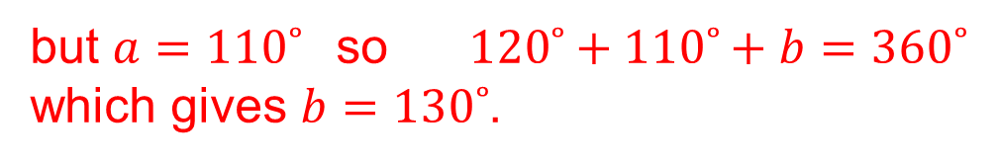 but a = 110° so 120° + 110° + b = 360°
which gives b = 130°.